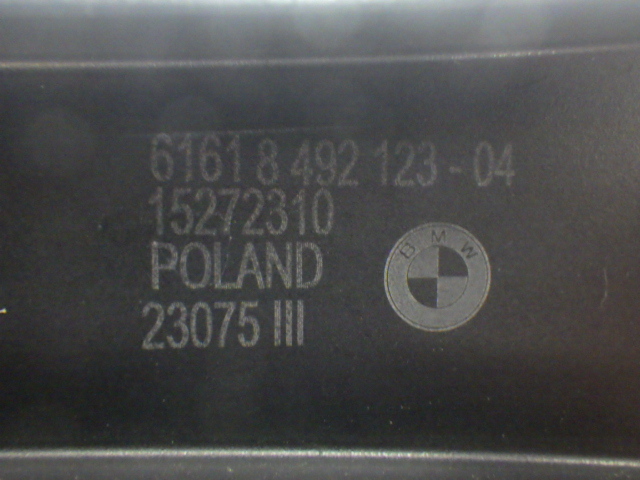 6161 8 492 123 - 04
15272310
POLAND
BMW
23075 III